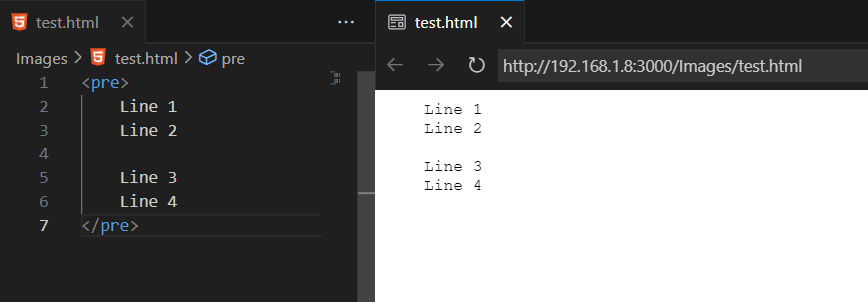 test.html
Images > test.html > pre
1 <pre>
2     Line 1
3     Line 2
4
5     Line 3
6     Line 4
7 </pre>
test.html
http://192.168.1.8:3000/Images/test.html
Line 1
Line 2

Line 3
Line 4